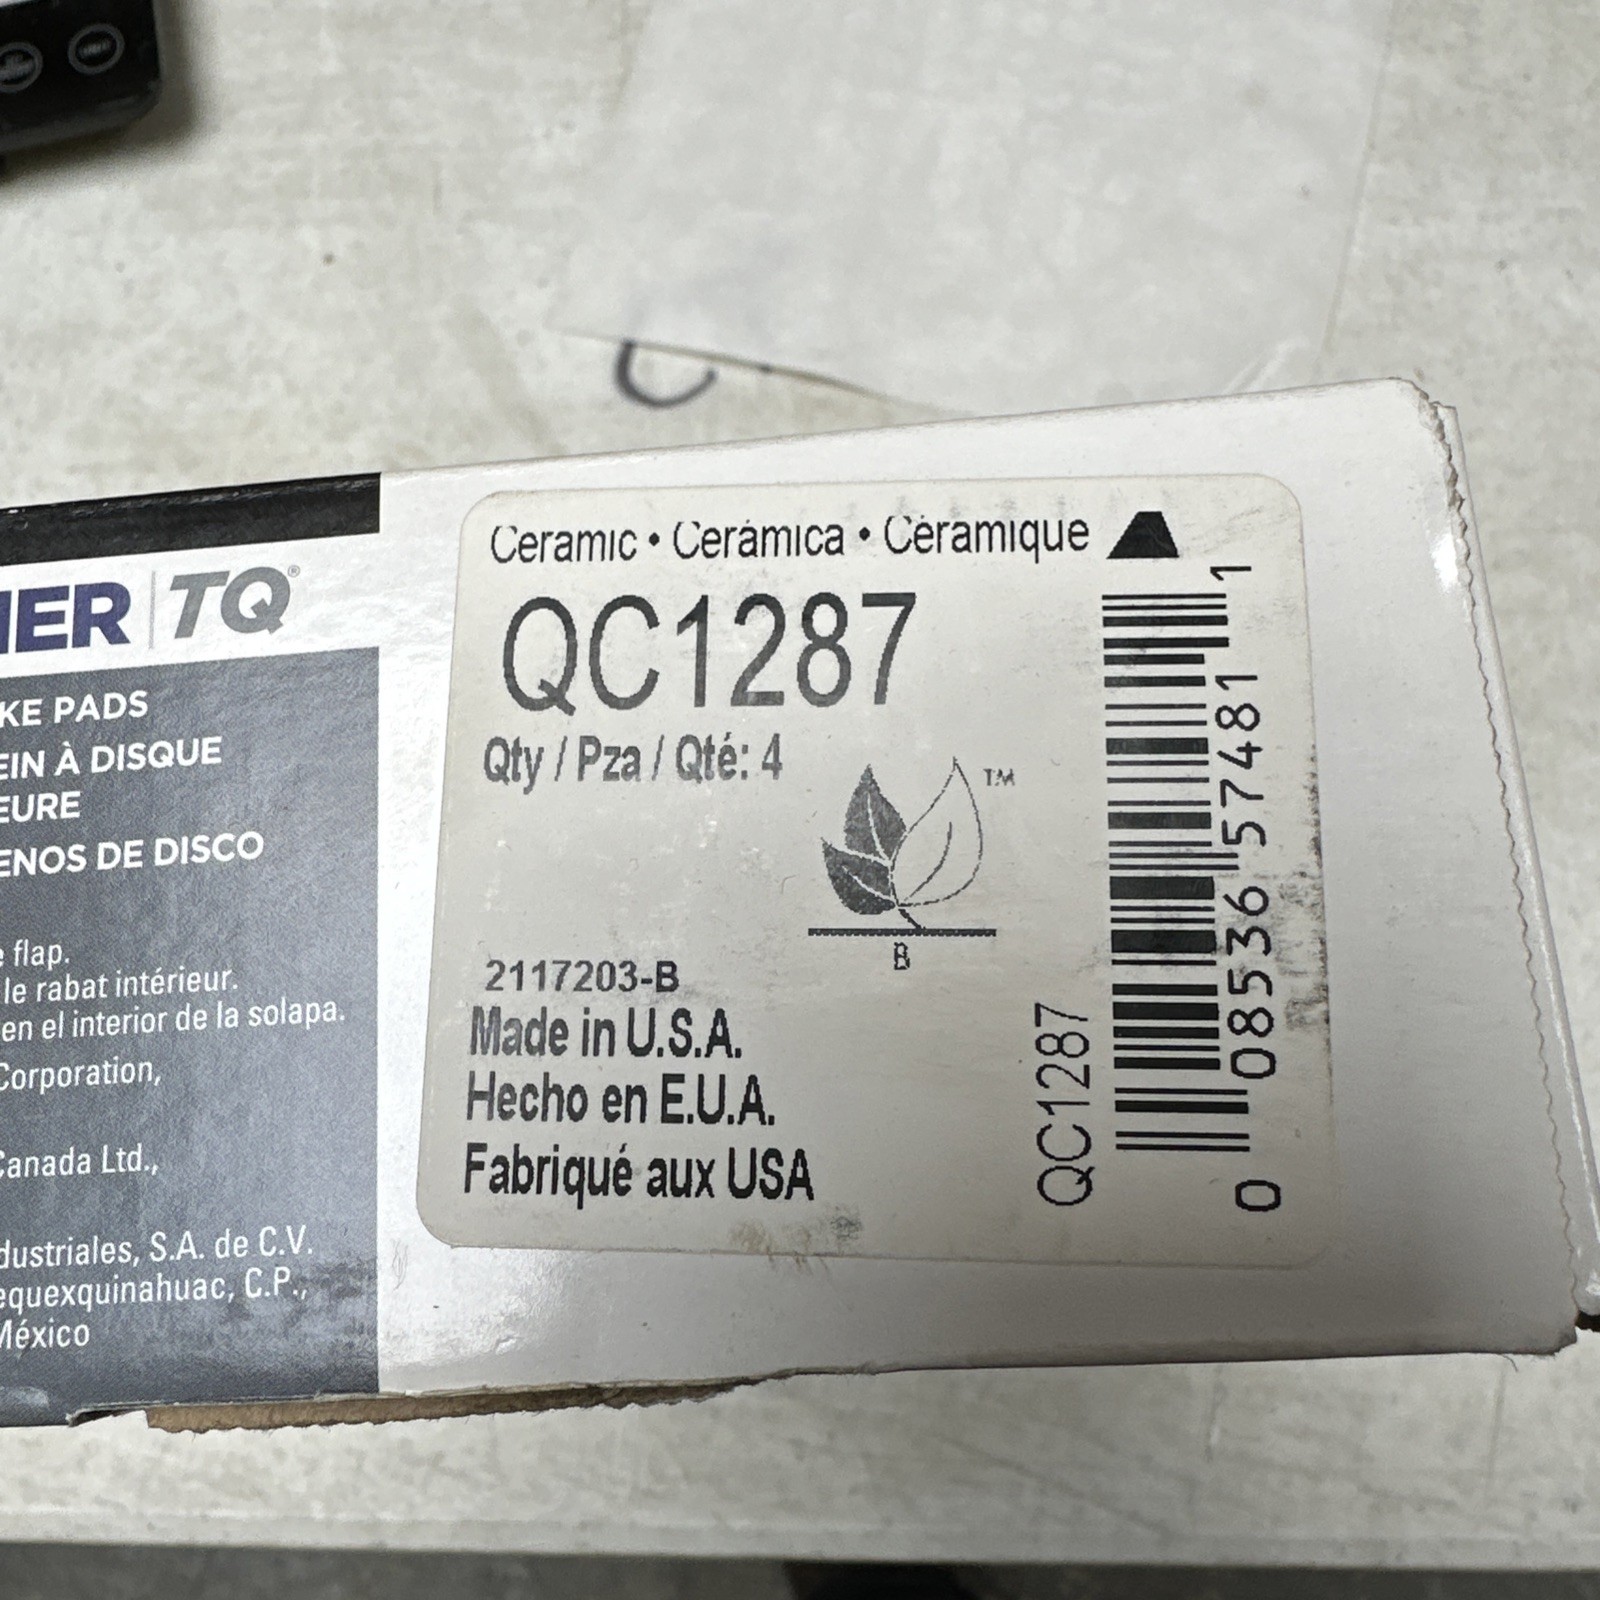 IER | TQ®
KE PADS
EIN À DISQUE
EURE
ENOS DE DISCO
e flap.
le rabat intérieur.
en el interior de la solapa.
Corporation,
Canada Ltd.,
dustriales, S.A. de C.V.
equexquinahuac, C.P.,
México
Ceramic • Cerámica • Céramique
QC1287
Qty / Pza / Qté: 4
TM
B
2117203-B
Made in U.S.A.
Hecho en E.U.A.
Fabriqué aux USA
QC1287
0 08536 57481 1